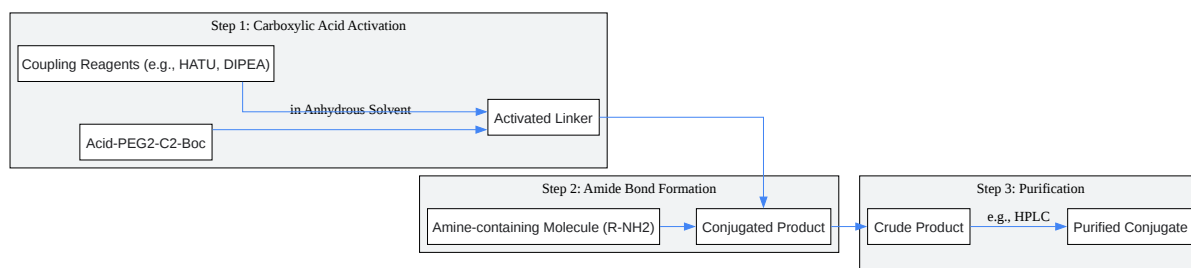 Step 1: Carboxylic Acid Activation
Coupling Reagents (e.g., HATU, DIPEA)
in Anhydrous Solvent
Activated Linker
Acid-PEG2-C2-Boc
Step 2: Amide Bond Formation
Amine-containing Molecule (R-NH2)
Conjugated Product
Step 3: Purification
Crude Product
e.g., HPLC
Purified Conjugate